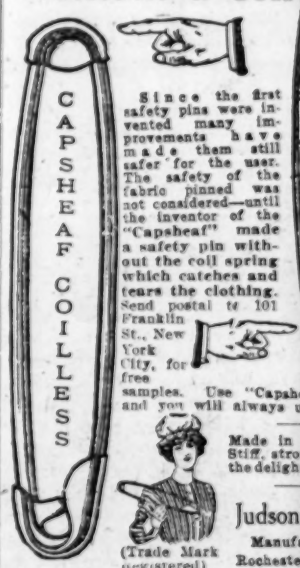 CAPSHEAF COILLESS
Since the first
safety pins were in-
vented many im-
provements have
made them still
safer for the user.
The safety of the
fabric pinned was
not considered—until
the inventor of the
"Capsheaf" made
a safety pin with-
out the coil spring
which catches and
tears the clothing.
Send postal to 101
Franklin
St., New
York
City, for
free
samples. Use "Capsh
and you will always u
Made in
Stiff, stro
the deligh
Judson
Manufa
Rocheste
(Trade Mark
registered)